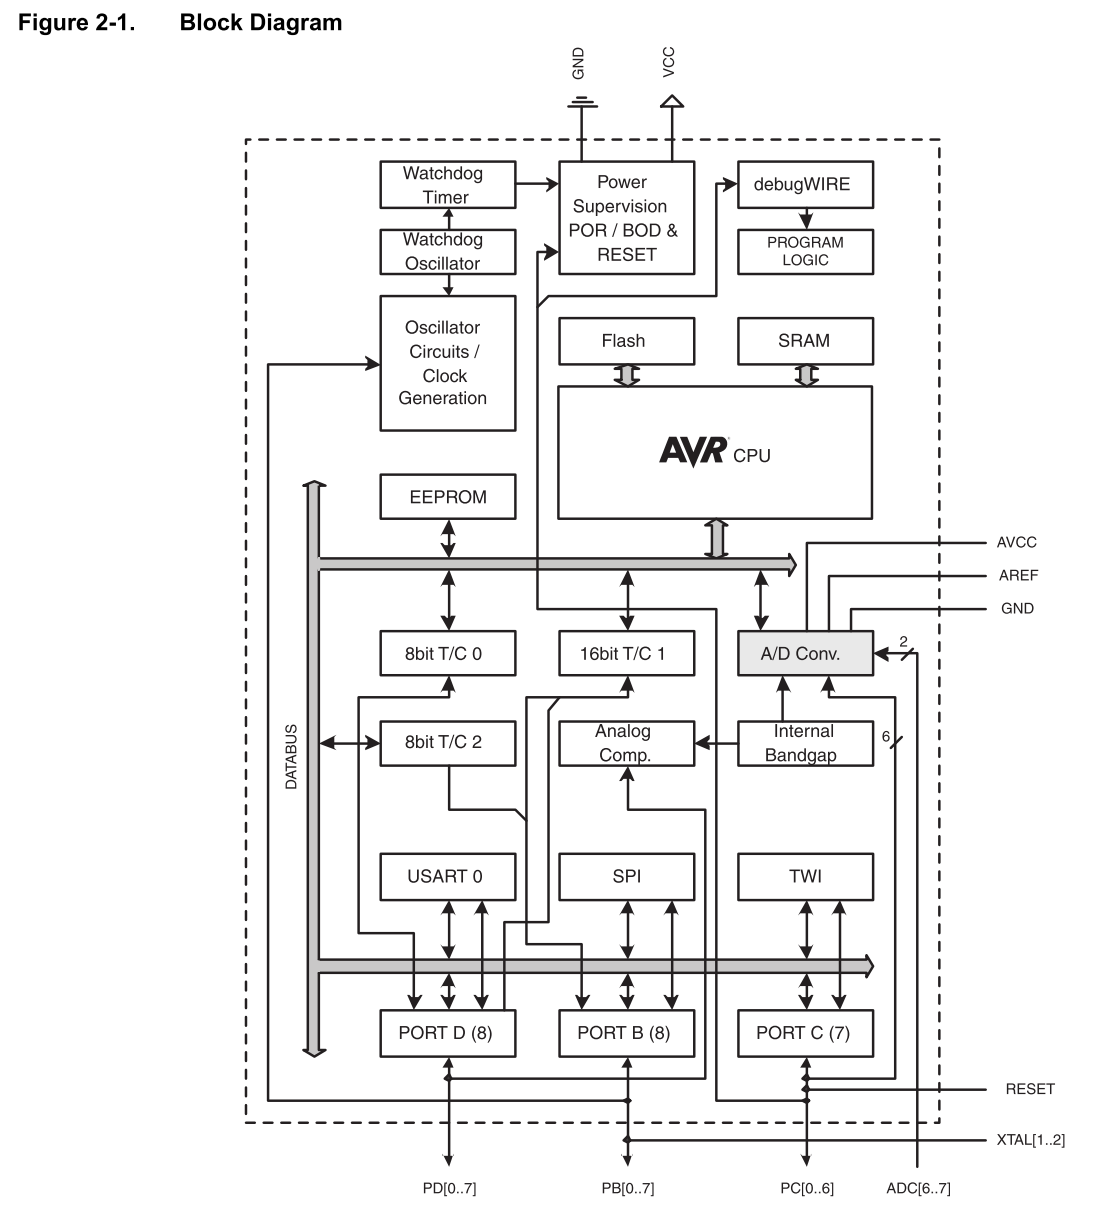 Figure 2-1. Block Diagram
GND
VCC
Watchdog
Timer
Power
Supervision
POR / BOD &
RESET
debugWIRE
Watchdog
Oscillator
PROGRAM
LOGIC
Oscillator
Circuits /
Clock
Generation
Flash
SRAM
AVR CPU
EEPROM
AVCC
AREF
GND
8bit T/C 0
16bit T/C 1
A/D Conv.
2
DATABUS
8bit T/C 2
Analog
Comp.
Internal
Bandgap
6
USART 0
SPI
TWI
PORT D (8)
PORT B (8)
PORT C (7)
RESET
XTAL[1..2]
PD[0..7]
PB[0..7]
PC[0..6]
ADC[6..7]